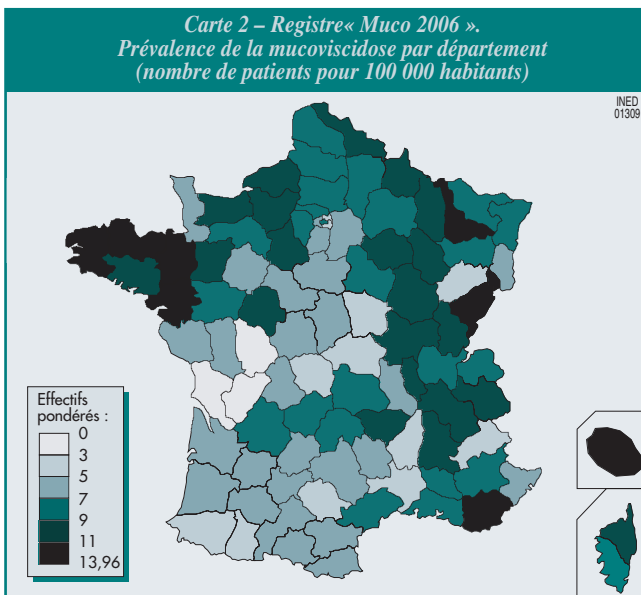 Carte 2 – Registre« Muco 2006 ».
Prévalence de la mucoviscidose par département
(nombre de patients pour 100 000 habitants)
INED
01309
Effectifs
pondérés :
0
3
5
7
9
11
13,96